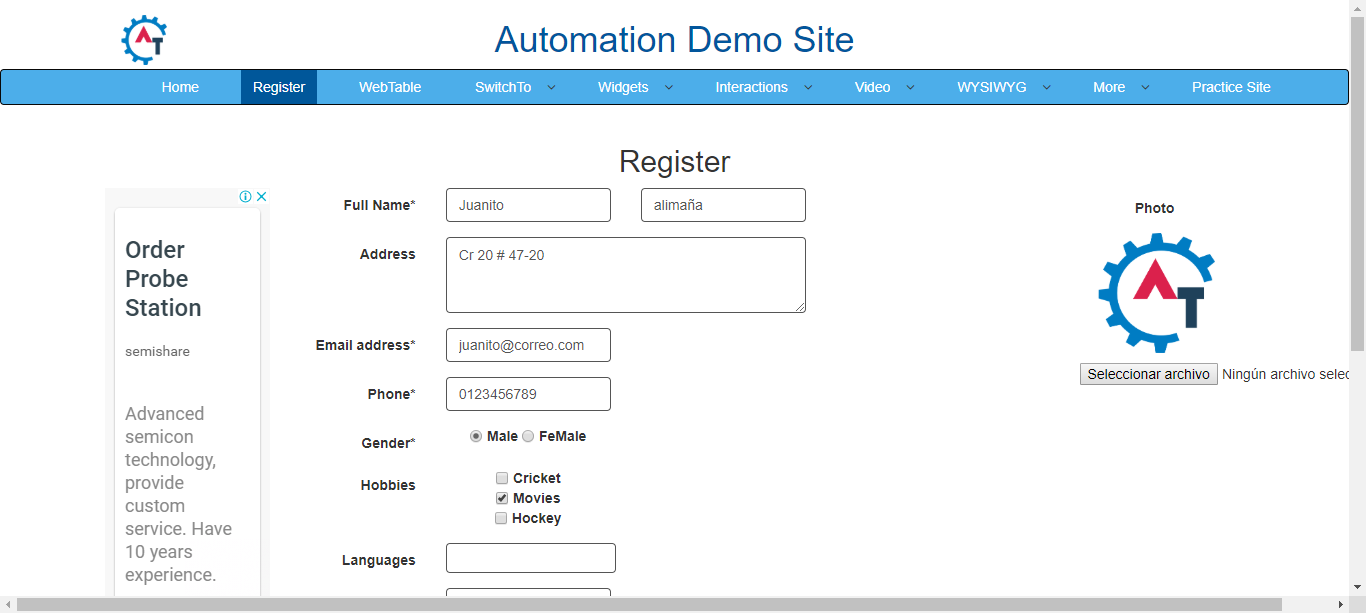 AT
Automation Demo Site
Home Register WebTable SwitchTo Widgets Interactions Video WYSIWYG More Practice Site
Register
Order
Probe
Station
semishare
Advanced
semicon
technology,
provide
custom
service. Have
10 years
experience.
Full Name* Juanito alimaña
Address Cr 20 # 47-20
Email address* juanito@correo.com
Phone* 0123456789
Gender* Male FeMale
Hobbies Cricket
Movies
Hockey
Languages
Photo
AT
Seleccionar archivo Ningún archivo selec